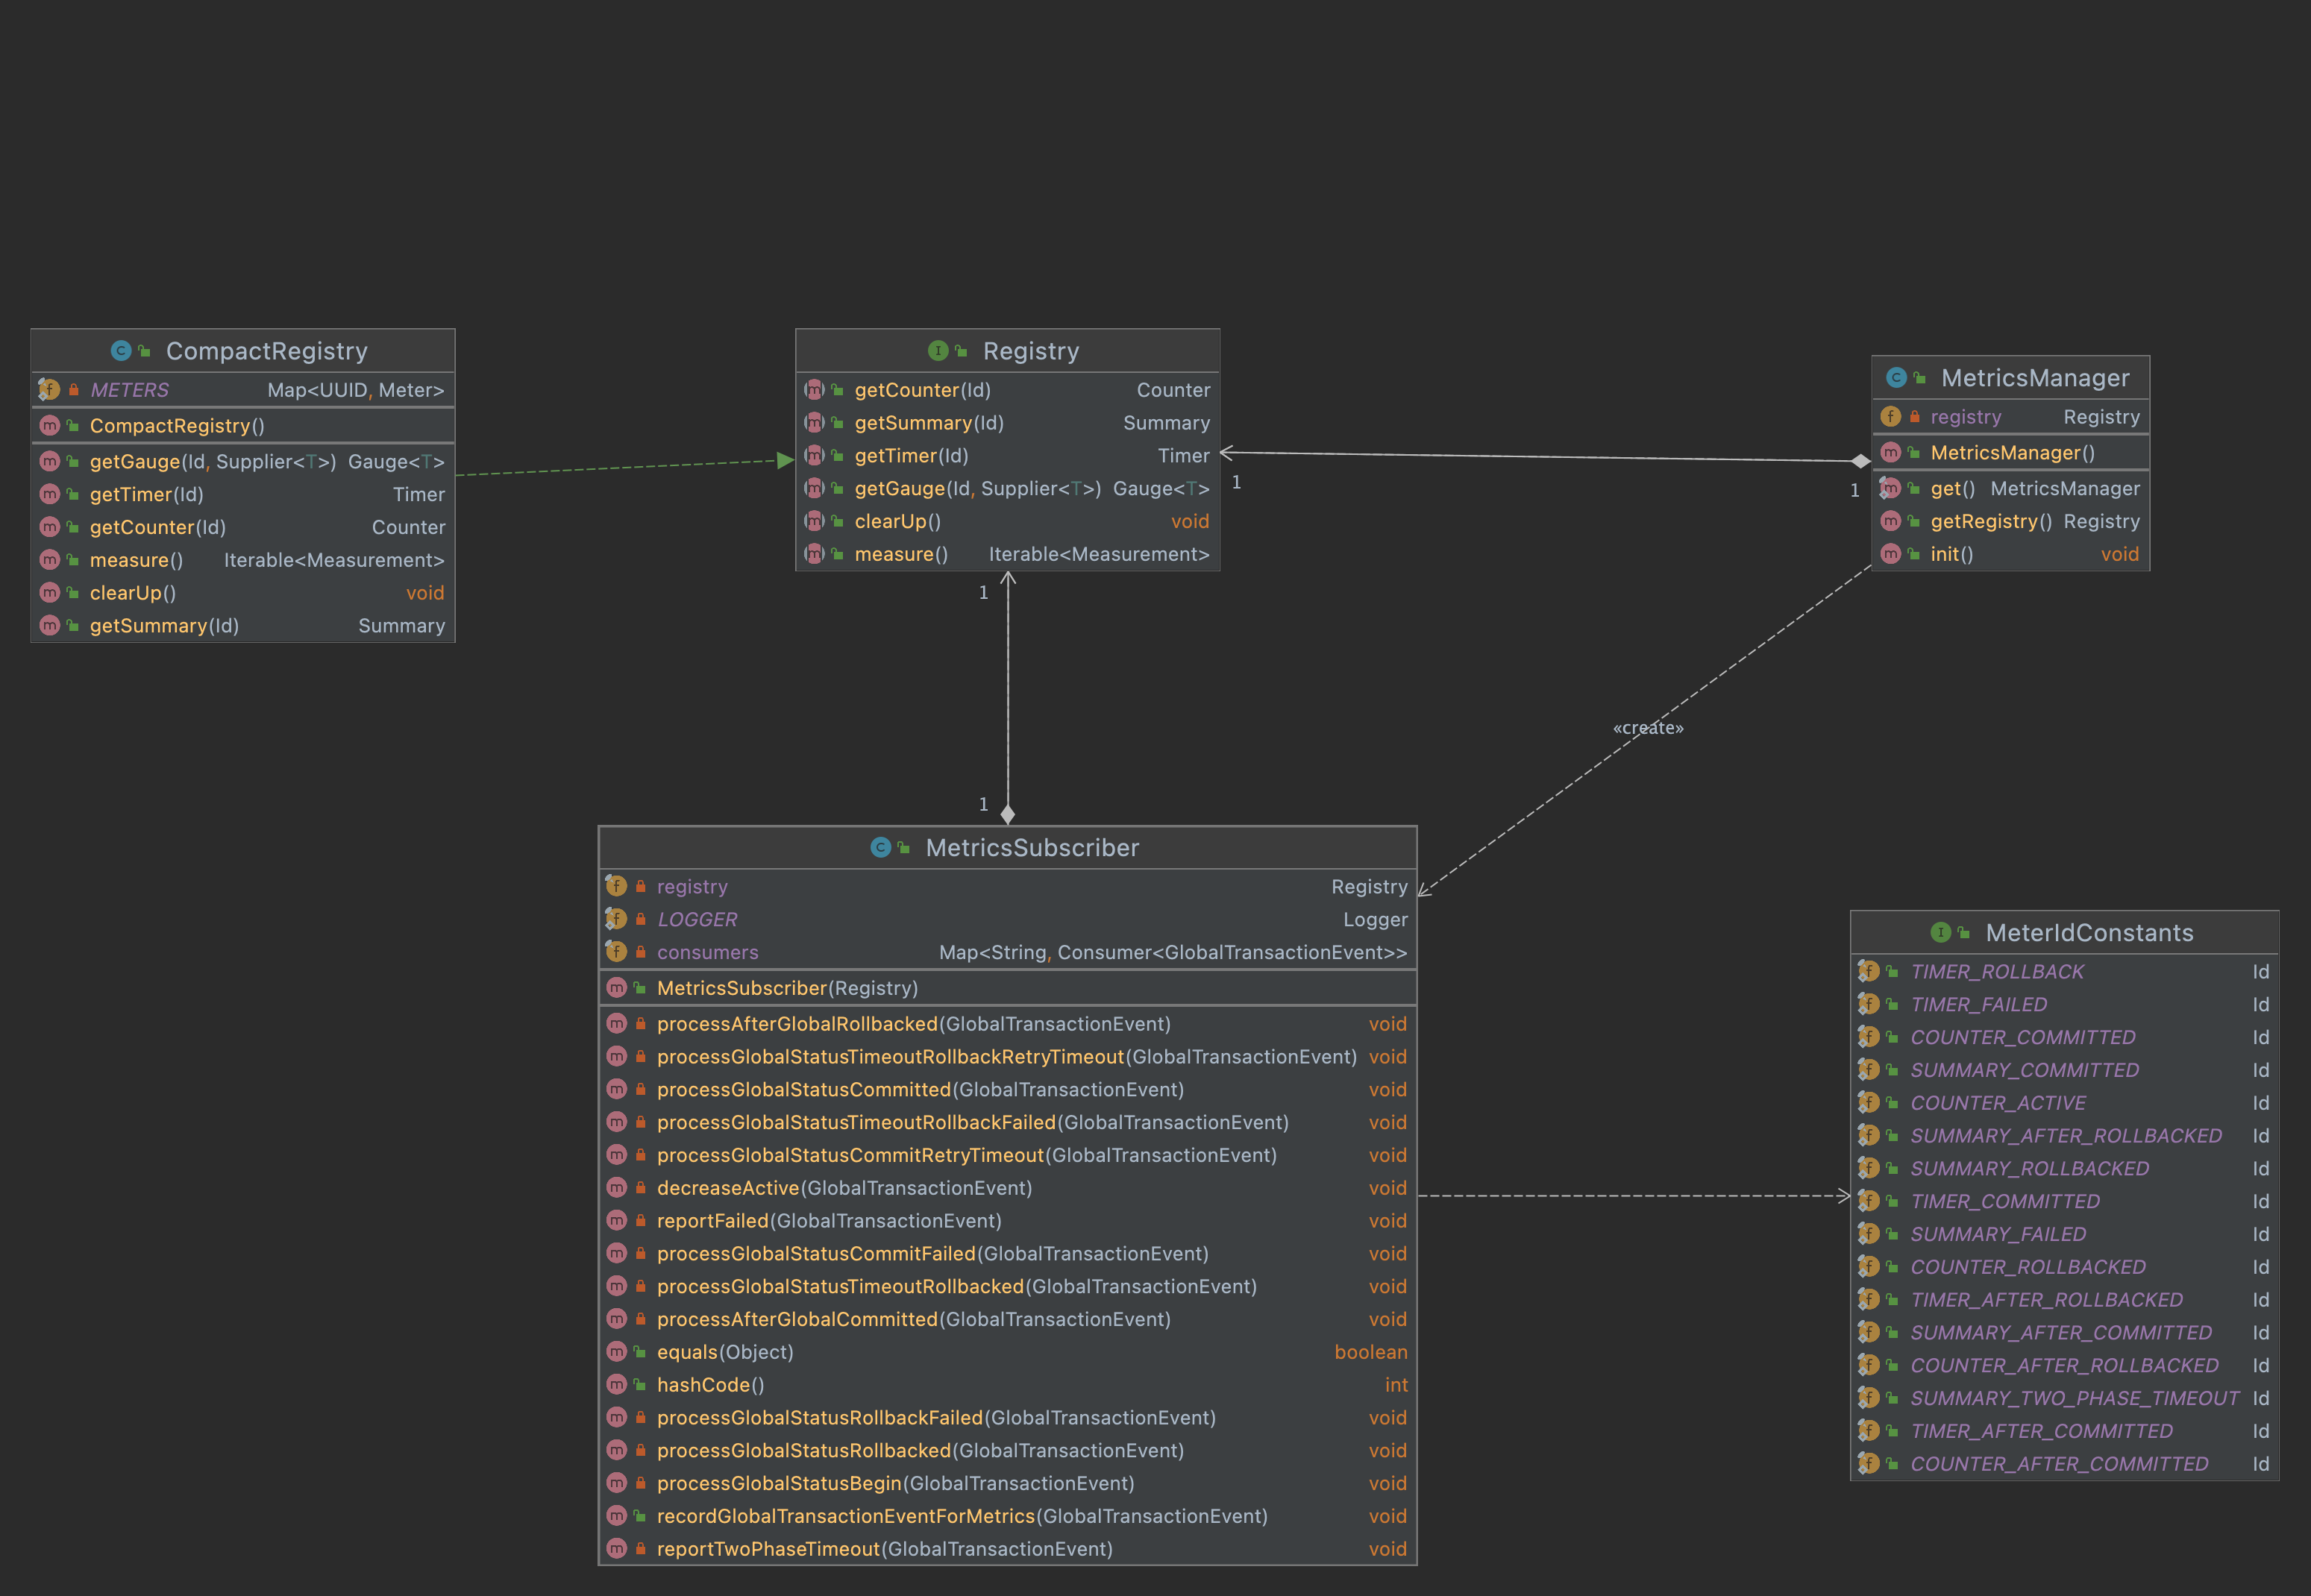 CompactRegistry
METERS Map<UUID, Meter>
CompactRegistry()
getGauge(Id, Supplier<T>) Gauge<T>
getTimer(Id) Timer
getCounter(Id) Counter
measure() Iterable<Measurement>
clearUp() void
getSummary(Id) Summary
Registry
getCounter(Id) Counter
getSummary(Id) Summary
getTimer(Id) Timer
getGauge(Id, Supplier<T>) Gauge<T>
clearUp() void
measure() Iterable<Measurement>
1
1
MetricsManager
registry Registry
MetricsManager()
get() MetricsManager
getRegistry() Registry
init() void
1
1
«create»
MetricsSubscriber
registry Registry
LOGGER Logger
consumers Map<String, Consumer<GlobalTransactionEvent>>
MetricsSubscriber(Registry)
processAfterGlobalRollbacked(GlobalTransactionEvent) void
processGlobalStatusTimeoutRollbackRetryTimeout(GlobalTransactionEvent) void
processGlobalStatusCommitted(GlobalTransactionEvent) void
processGlobalStatusTimeoutRollbackFailed(GlobalTransactionEvent) void
processGlobalStatusCommitRetryTimeout(GlobalTransactionEvent) void
decreaseActive(GlobalTransactionEvent) void
reportFailed(GlobalTransactionEvent) void
processGlobalStatusCommitFailed(GlobalTransactionEvent) void
processGlobalStatusTimeoutRollbacked(GlobalTransactionEvent) void
processAfterGlobalCommitted(GlobalTransactionEvent) void
equals(Object) boolean
hashCode() int
processGlobalStatusRollbackFailed(GlobalTransactionEvent) void
processGlobalStatusRollbacked(GlobalTransactionEvent) void
processGlobalStatusBegin(GlobalTransactionEvent) void
recordGlobalTransactionEventForMetrics(GlobalTransactionEvent) void
reportTwoPhaseTimeout(GlobalTransactionEvent) void
MeterIdConstants
TIMER_ROLLBACK Id
TIMER_FAILED Id
COUNTER_COMMITTED Id
SUMMARY_COMMITTED Id
COUNTER_ACTIVE Id
SUMMARY_AFTER_ROLLBACKED Id
SUMMARY_ROLLBACKED Id
TIMER_COMMITTED Id
SUMMARY_FAILED Id
COUNTER_ROLLBACKED Id
TIMER_AFTER_ROLLBACKED Id
SUMMARY_AFTER_COMMITTED Id
COUNTER_AFTER_ROLLBACKED Id
SUMMARY_TWO_PHASE_TIMEOUT Id
TIMER_AFTER_COMMITTED Id
COUNTER_AFTER_COMMITTED Id